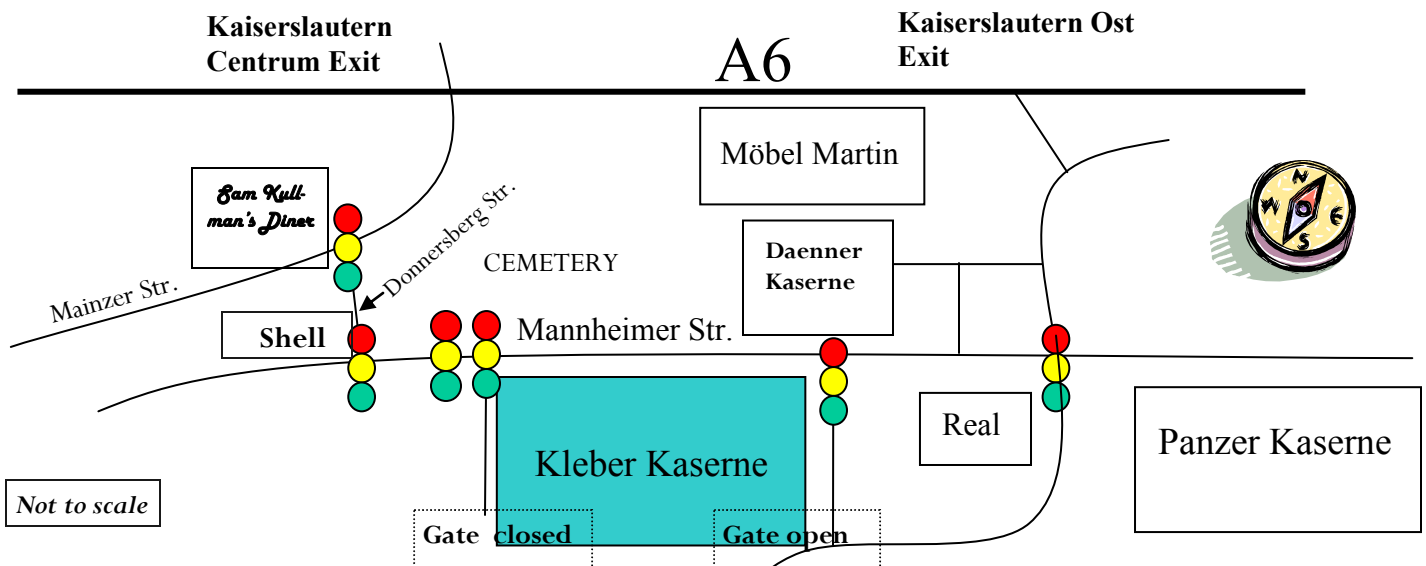 Kaiserslautern
Centrum Exit
A6
Kaiserslautern Ost
Exit
Möbel Martin
Sam Kull-
man's Diner
Donnersberg Str.
N
W
E
S
CEMETERY
Daenner
Kaserne
Mainzer Str.
Shell
Mannheimer Str.
Real
Panzer Kaserne
Kleber Kaserne
Not to scale
Gate closed
Gate open